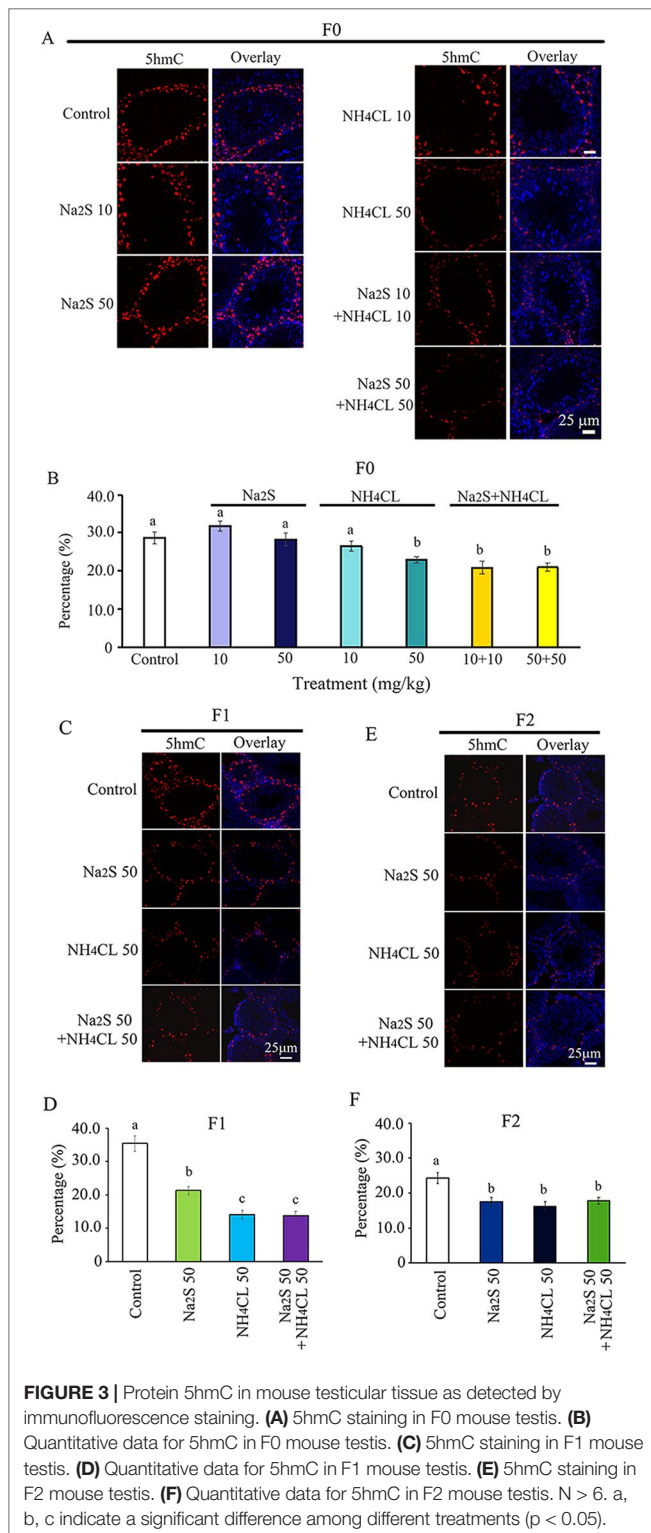 A
F0
5hmC Overlay
Control
Na2S 10
Na2S 50
5hmC Overlay
NH4CL 10
NH4CL 50
Na2S 10
+NH4CL 10
Na2S 50
+NH4CL 50
25 μm
B
F0
Na2S NH4CL Na2S+NH4CL
Percentage (%)
40.0
30.0
20.0
10.0
0
a a a a b b b
Control 10 50 10 50 10+10 50+50
Treatment (mg/kg)
C
F1
5hmC Overlay
Control
Na2S 50
NH4CL 50
Na2S 50
+NH4CL 50
25μm
E
F2
5hmC Overlay
Control
Na2S 50
NH4CL 50
Na2S 50
+NH4CL 50
25μm
D
F1
Percentage (%)
40.0
30.0
20.0
10.0
0
a b c c
Control
Na2S 50
NH4CL 50
Na2S 50
+NH4CL 50
F
F2
Percentage (%)
40.0
30.0
20.0
10.0
0
a b b b
Control
Na2S 50
NH4CL 50
Na2S 50
+NH4CL 50
FIGURE 3 | Protein 5hmC in mouse testicular tissue as detected by
immunofluorescence staining. (A) 5hmC staining in F0 mouse testis. (B)
Quantitative data for 5hmC in F0 mouse testis. (C) 5hmC staining in F1 mouse
testis. (D) Quantitative data for 5hmC in F1 mouse testis. (E) 5hmC staining in
F2 mouse testis. (F) Quantitative data for 5hmC in F2 mouse testis. N > 6. a,
b, c indicate a significant difference among different treatments (p < 0.05).